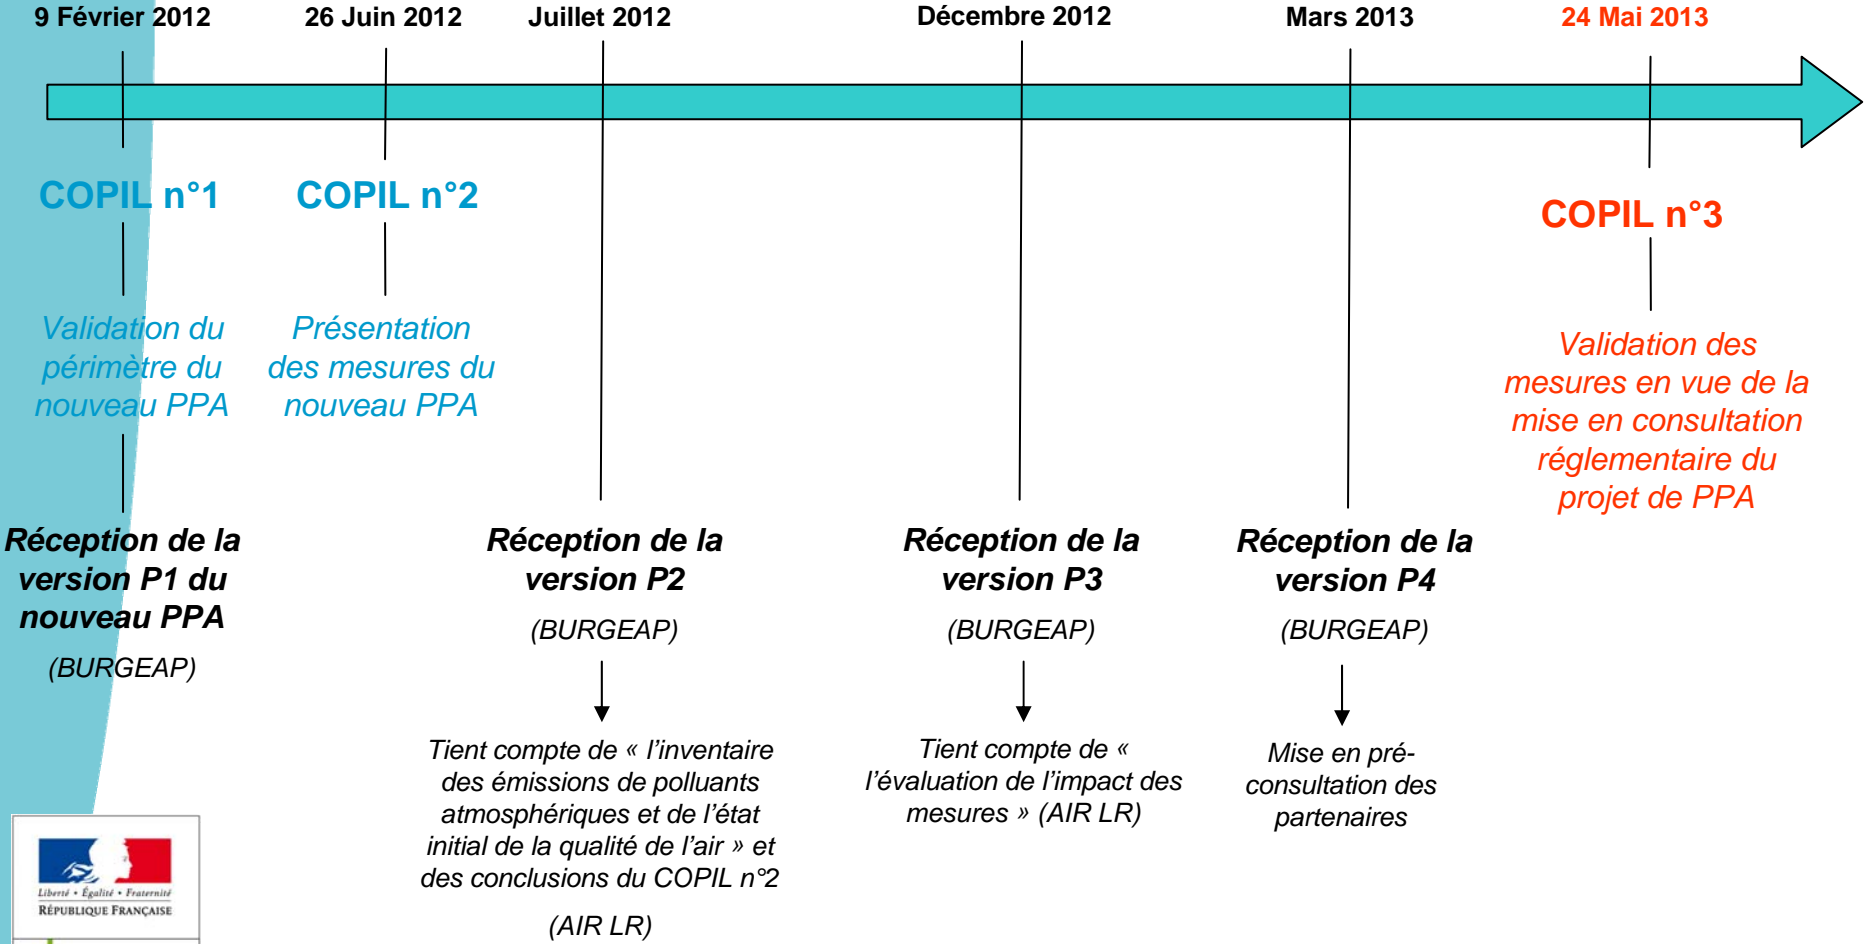 9 Février 2012
26 Juin 2012
Juillet 2012
Décembre 2012
Mars 2013
24 Mai 2013
COPIL n°1
COPIL n°2
COPIL n°3
Validation du
périmètre du
nouveau PPA
Présentation
des mesures du
nouveau PPA
Validation des
mesures en vue de la
mise en consultation
réglementaire du
projet de PPA
Réception de la
version P1 du
nouveau PPA
(BURGEAP)
Réception de la
version P2
(BURGEAP)
Tient compte de « l’inventaire
des émissions de polluants
atmosphériques et de l’état
initial de la qualité de l’air » et
des conclusions du COPIL n°2
(AIR LR)
Réception de la
version P3
(BURGEAP)
Tient compte de «
l’évaluation de l’impact des
mesures » (AIR LR)
Réception de la
version P4
(BURGEAP)
Mise en pré-
consultation des
partenaires
Liberté • Égalité • Fraternité
RÉPUBLIQUE FRANÇAISE